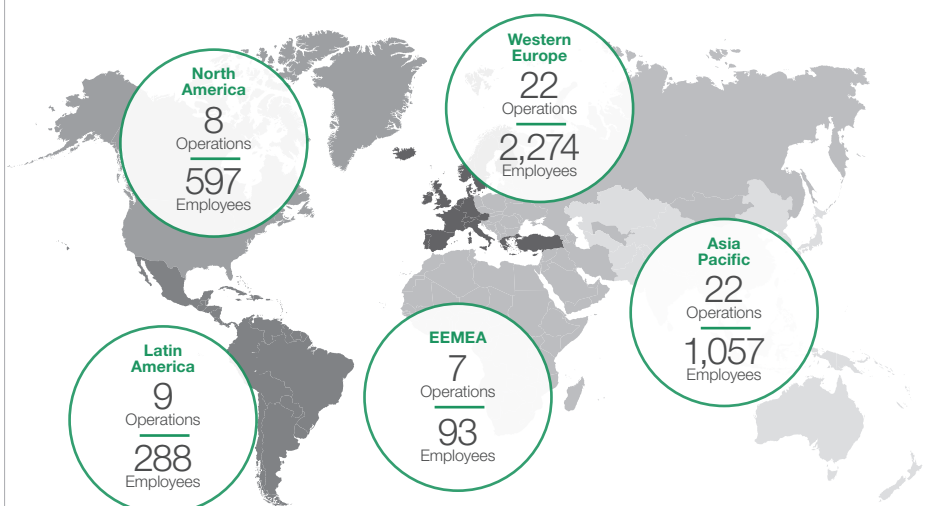 North
America
8
Operations
597
Employees
Western
Europe
22
Operations
2,274
Employees
Asia
Pacific
22
Operations
1,057
Employees
Latin
America
9
Operations
288
Employees
EEMEA
7
Operations
93
Employees